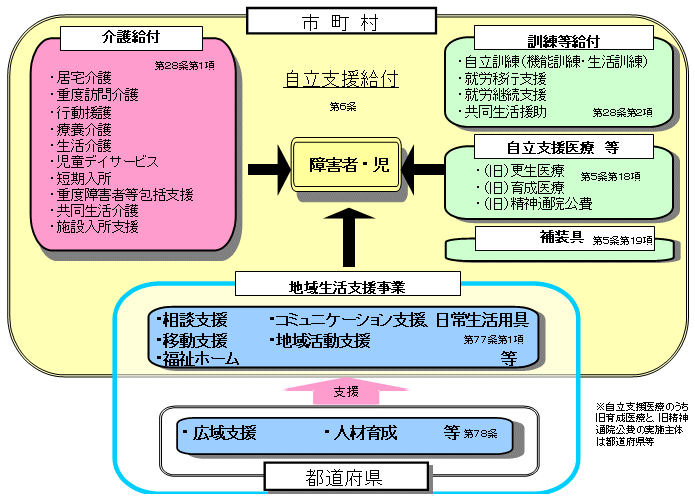 市 町 村
介護給付
第28条第1項
・居宅介護
・重度訪問介護
・行動援護
・療養介護
・生活介護
・児童デイサービス
・短期入所
・重度障害者等包括支援
・共同生活介護
・施設入所支援
自立支援給付
第6条
障害者・児
訓練等給付
・自立訓練（機能訓練・生活訓練）
・就労移行支援
・就労継続支援
・共同生活援助 第28条第2項
自立支援医療 等
・（旧）更生医療 第5条第18項
・（旧）育成医療
・（旧）精神通院公費
補装具 第5条第19項
地域生活支援事業
・相談支援 ・コミュニケーション支援、日常生活用具
・移動支援 ・地域活動支援 第77条第1項
・福祉ホーム 等
支援
・広域支援 ・人材育成 等 第78条
都道府県
※自立支援医療のうち
旧育成医療と、旧精神
通院公費の実施主体
は都道府県等